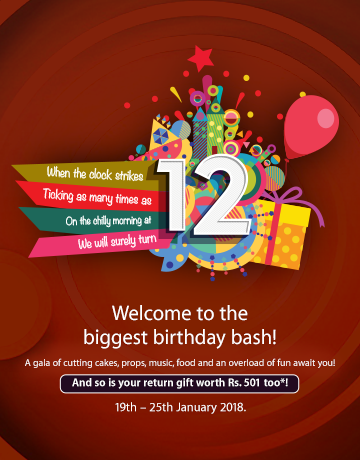 When the clock strikes
Ticking as many times as
On the chilly morning at
We will surely turn
12
Welcome to the
biggest birthday bash!
A gala of cutting cakes, props, music, food and an overload of fun await you!
And so is your return gift worth Rs. 501 too*!
19th – 25th January 2018.